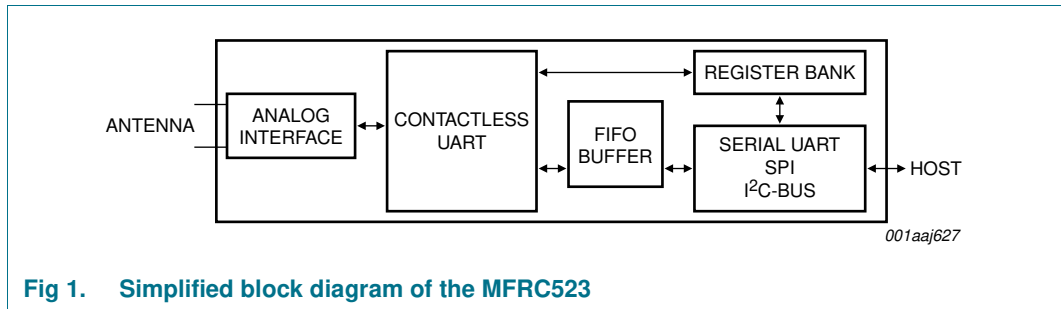 ANTENNA
ANALOG
INTERFACE
CONTACTLESS
UART
FIFO
BUFFER
REGISTER BANK
SERIAL UART
SPI
I²C-BUS
HOST
001aaj627
Fig 1. Simplified block diagram of the MFRC523